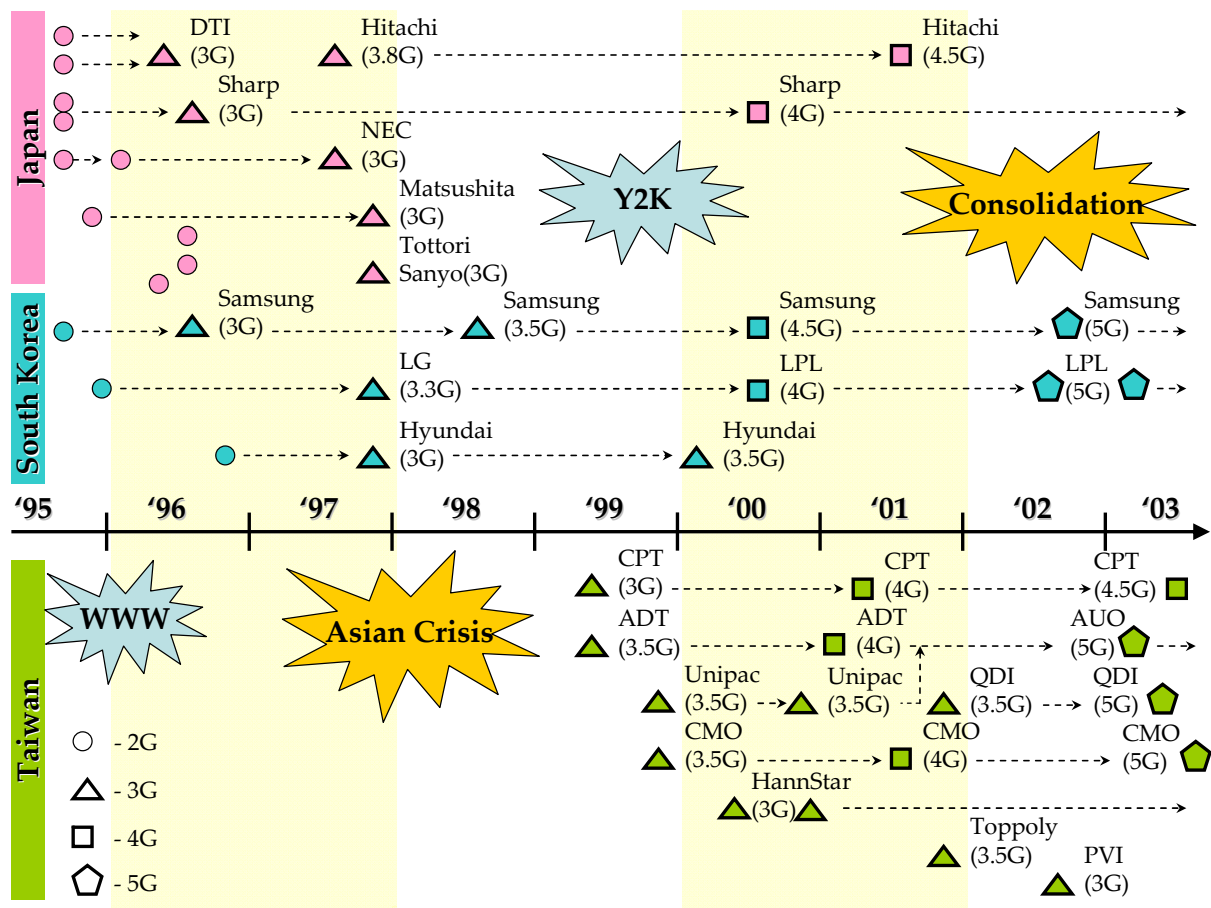 Japan
DTI
(3G)
Hitachi
(3.8G)
Hitachi
(4.5G)
Sharp
(3G)
Sharp
(4G)
NEC
(3G)
Matsushita
(3G)
Tottori
Sanyo(3G)
Y2K
Consolidation
South Korea
Samsung
(3G)
Samsung
(3.5G)
Samsung
(4.5G)
Samsung
(5G)
LG
(3.3G)
LPL
(4G)
LPL
(5G)
Hyundai
(3G)
Hyundai
(3.5G)
‘95 ‘96 ‘97 ‘98 ‘99 ‘00 ‘01 ‘02 ‘03
Taiwan
WWW
Asian Crisis
CPT
(3G)
CPT
(4G)
CPT
(4.5G)
ADT
(3.5G)
ADT
(4G)
AUO
(5G)
Unipac
(3.5G)
Unipac
(3.5G)
QDI
(3.5G)
QDI
(5G)
CMO
(3.5G)
CMO
(4G)
CMO
(5G)
HannStar
(3G)
Toppoly
(3.5G)
PVI
(3G)
- 2G
- 3G
- 4G
- 5G